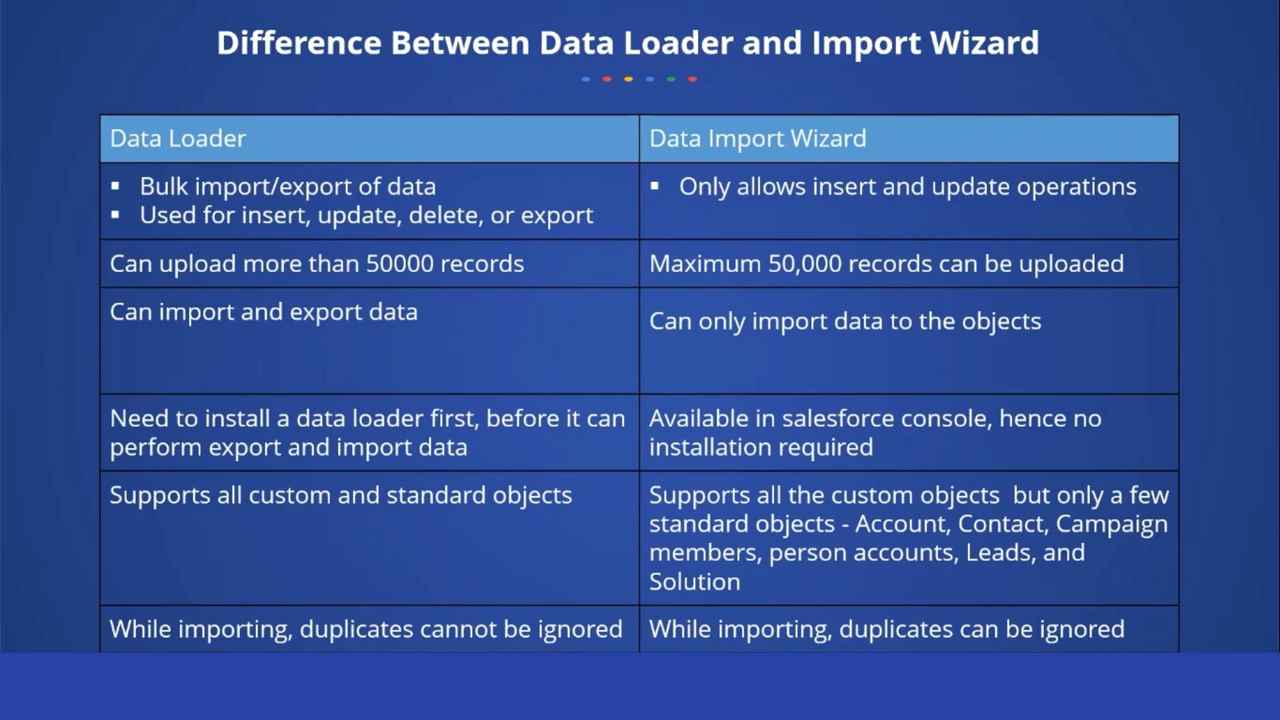 Difference Between Data Loader and Import Wizard
Data Loader
Data Import Wizard
▪ Bulk import/export of data
▪ Used for insert, update, delete, or export
▪ Only allows insert and update operations
Can upload more than 50000 records
Maximum 50,000 records can be uploaded
Can import and export data
Can only import data to the objects
Need to install a data loader first, before it can
perform export and import data
Available in salesforce console, hence no
installation required
Supports all custom and standard objects
Supports all the custom objects  but only a few
standard objects - Account, Contact, Campaign
members, person accounts, Leads, and
Solution
While importing, duplicates cannot be ignored
While importing, duplicates can be ignored